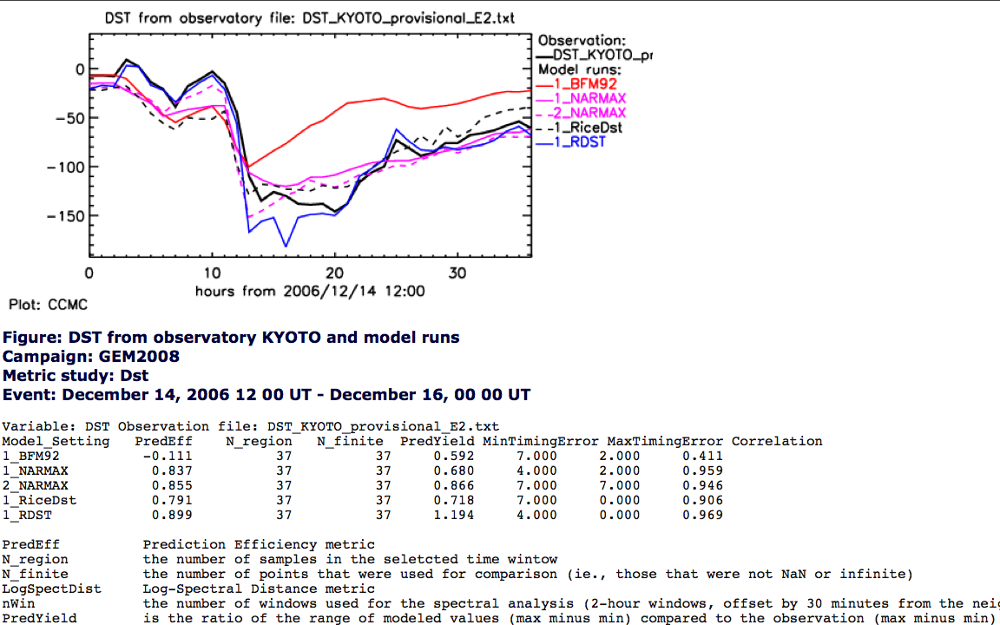 DST from observatory file: DST_KYOTO_provisional_E2.txt
Observation:
DST_KYOTO_pr
Model runs:
1_BFM92
1_NARMAX
2_NARMAX
1_RiceDst
1_RDST
0
−50
−100
−150
0 10 20 30
hours from 2006/12/14 12:00
Plot: CCMC
Figure: DST from observatory KYOTO and model runs
Campaign: GEM2008
Metric study: Dst
Event: December 14, 2006 12 00 UT - December 16, 00 00 UT
Variable: DST Observation file: DST_KYOTO_provisional_E2.txt
Model_Setting PredEff N_region N_finite PredYield MinTimingError MaxTimingError Correlation
1_BFM92 -0.111 37 37 0.592 7.000 2.000 0.411
1_NARMAX 0.837 37 37 0.680 4.000 2.000 0.959
2_NARMAX 0.855 37 37 0.866 7.000 7.000 0.946
1_RiceDst 0.791 37 37 0.718 7.000 0.000 0.906
1_RDST 0.899 37 37 1.194 4.000 0.000 0.969
PredEff Prediction Efficiency metric
N_region the number of samples in the seletcted time wintow
N_finite the number of points that were used for comparison (ie., those that were not NaN or infinite)
LogSpectDist Log-Spectral Distance metric
nWin the number of windows used for the spectral analysis (2-hour windows, offset by 30 minutes from the neig
PredYield is the ratio of the range of modeled values (max minus min) compared to the observation (max minus min)